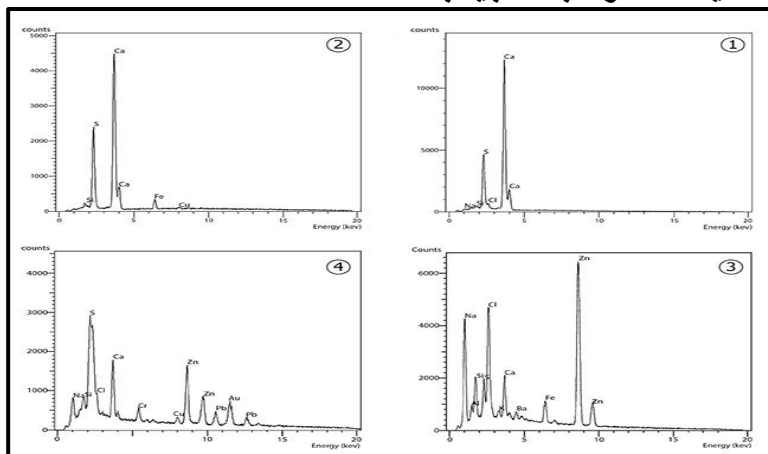 counts
②
5000
4000
3000
2000
1000
0
0
5
10
15
20
Energy (kev)
Si
S
Ca
Ca
Fe
Cu
counts
①
10000
5000
0
0
5
10
15
20
Energy (kev)
Na
Si
S
Cl
Ca
Ca
counts
④
4000
3000
2000
1000
0
0
5
10
15
20
Energy (kev)
Na
Si
S
Cl
Ca
Cr
Cu
Zn
Zn
Pb
Au
Pb
Counts
③
6000
4000
2000
0
0
5
10
15
20
Energy (kev)
Na
Si
S
Cl
Ca
Ba
Fe
Zn
Zn